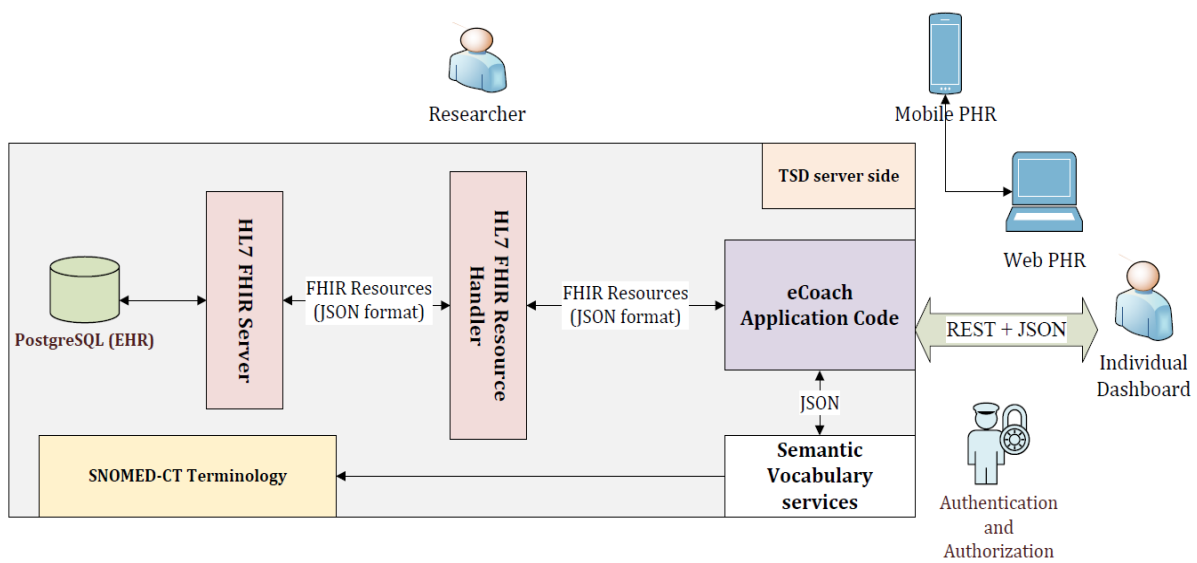 Researcher
Mobile PHR
TSD server side
Web PHR
HL7 FHIR Server
HL7 FHIR Resource
Handler
FHIR Resources
(JSON format)
FHIR Resources
(JSON format)
eCoach
Application Code
PostgreSQL (EHR)
REST + JSON
Individual
Dashboard
JSON
SNOMED-CT Terminology
Semantic
Vocabulary
services
Authentication
and
Authorization